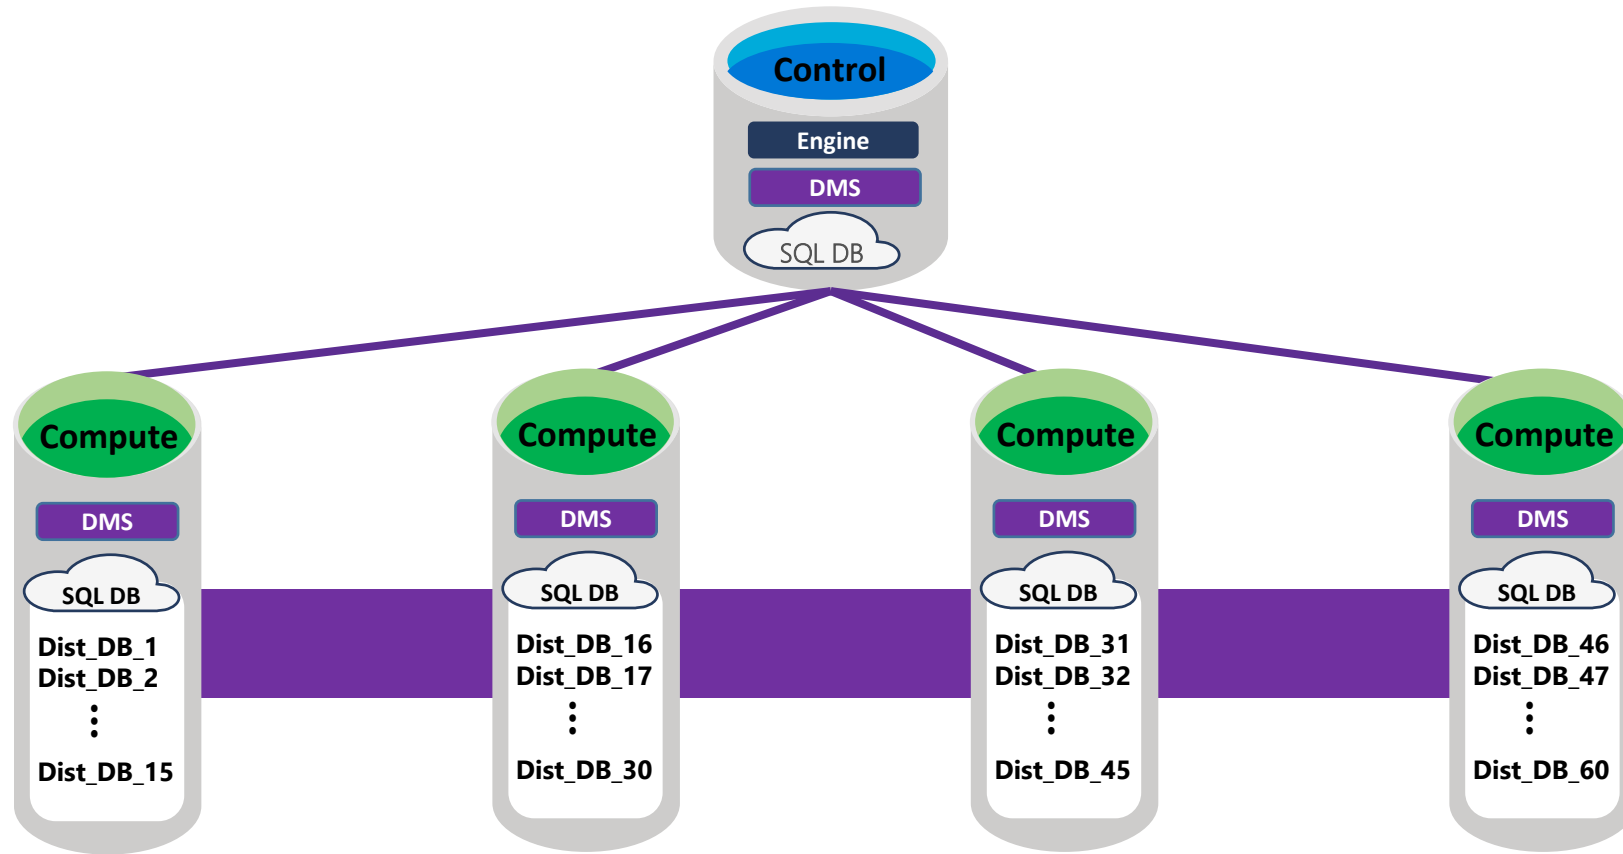 Control
Engine
DMS
SQL DB
Compute
DMS
SQL DB
Dist_DB_1
Dist_DB_2
Dist_DB_15
Compute
DMS
SQL DB
Dist_DB_16
Dist_DB_17
Dist_DB_30
Compute
DMS
SQL DB
Dist_DB_31
Dist_DB_32
Dist_DB_45
Compute
DMS
SQL DB
Dist_DB_46
Dist_DB_47
Dist_DB_60